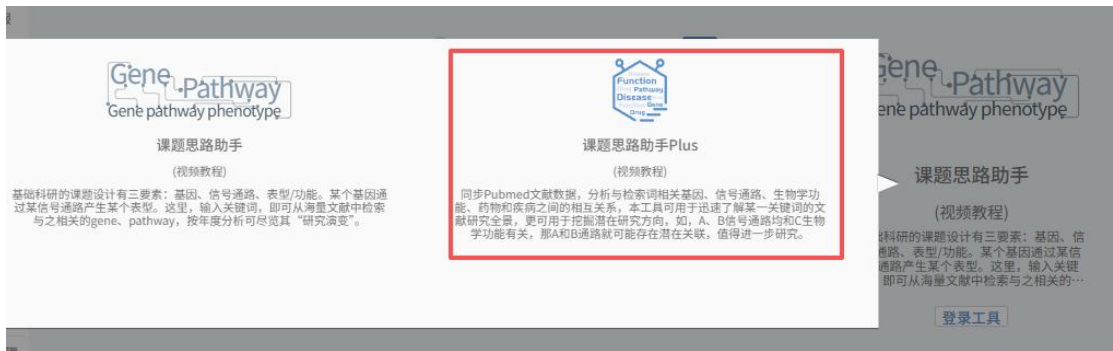 Gene Pathway
Gene pathway phenotype
课题思路助手
(视频教程)
基础科研的课题设计有三要素：基因、信号通路、表型/功能。某个基因通
过某信号通路产生某个表型。这里，输入关键词，即可从海量文献中检索
与之相关的gene、pathway，按年度分析可尽览其“研究演变”。
Function
Pathway
Disease
Gene
Drug
课题思路助手Plus
(视频教程)
同步Pubmed文献数据，分析与检索词相关基因、信号通路、生物学功
能、药物和疾病之间的相互关系，本工具可用于迅速了解某一关键词的文
献研究全景，更可用于挖掘潜在研究方向，如，A、B信号通路均和C生物
学功能有关，那A和B通路就可能存在潜在关联，值得进一步研究。
Gene Pathway
ene pathway phenotype
课题思路助手
(视频教程)
科研的课题设计有三要素：基因、信
通路、表型/功能。某个基因通过某信
通路产生某个表型。这里，输入关键
即可从海量文献中检索与之相关的…
登录工具